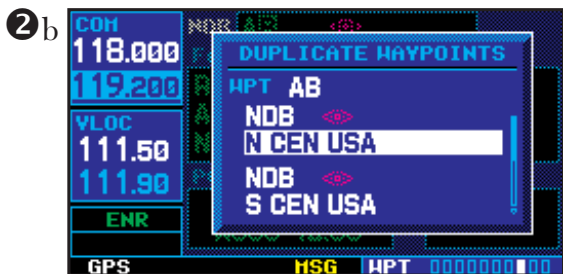 2b
COM
118.000
119.200
VLOC
111.50
111.90
ENR
GPS
NDB
DUPLICATE WAYPOINTS
WPT AB
NDB
N CEN USA
NDB
S CEN USA
MSG
WPT